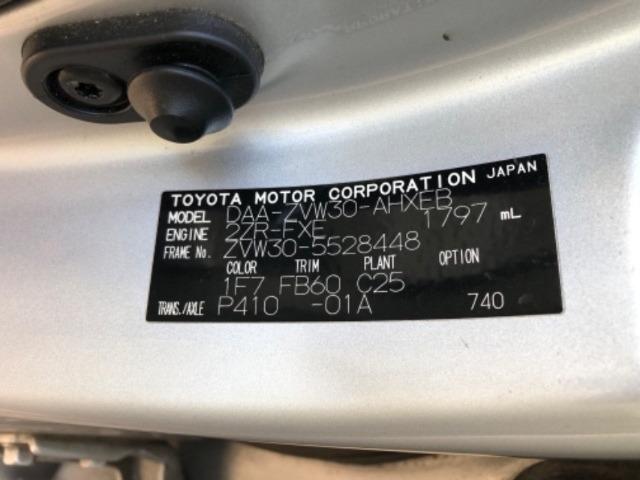 TOYOTA MOTOR CORPORATION JAPAN
MODEL DAA-ZVW30-AHXEB
ENGINE 2ZR-FXE 1797 mL
FRAME No. ZVW30-5528448
COLOR TRIM PLANT OPTION
1F7 FB60 C25
TRANS./AXLE P410 -01A 740